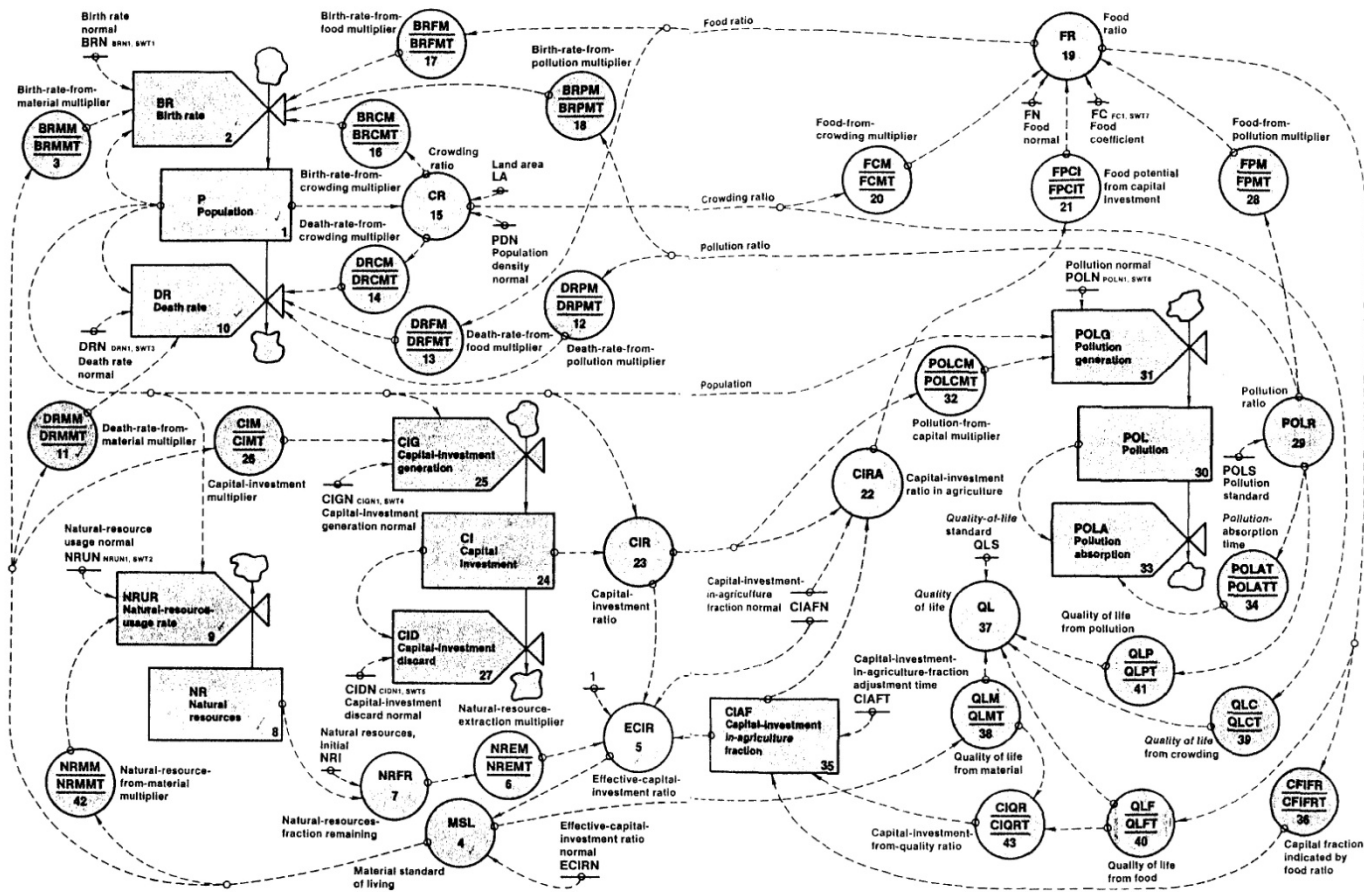 Birth rate
normal
BRN BRN1, SWT1
Birth-rate-from-
material multiplier
BRMM
BRMMT
3
BR
Birth rate
2
Birth-rate-from-
food multiplier
BRFM
BRFMT
17
Birth-rate-from-
pollution multiplier
BRPM
BRPMT
18
BRCM
BRCMT
16
Birth-rate-from-
crowding multiplier
P
Population
1
Crowding
ratio
CR
15
Land area
LA
PDN
Population
density
normal
Death-rate-from-
crowding multiplier
DRCM
DRCMT
14
DR
Death rate
10
DRN DRN1, SWT3
Death rate
normal
DRFM
DRFMT
13
Death-rate-from-
food multiplier
DRPM
DRPMT
12
Death-rate-from-
pollution multiplier
Food ratio
Crowding ratio
Pollution ratio
Population
FR
19
Food
ratio
FN
Food
normal
FC FC1, SWT7
Food
coefficient
Food-from-
crowding multiplier
FCM
FCMT
20
FPCI
FPCIT
21
Food potential
from capital
investment
Food-from-
pollution multiplier
FPM
FPMT
28
Pollution normal
POLN POLN1, SWT6
POLG
Pollution
generation
31
POLCM
POLCMT
32
Pollution-from-
capital multiplier
POL
Pollution
30
Pollution
ratio
POLR
29
POLS
Pollution
standard
POLA
Pollution
absorption
33
Pollution-
absorption
time
POLAT
POLATT
34
DRMM
DRMMT
11
Death-rate-from-
material multiplier
CIM
CIMT
26
Capital-investment
multiplier
CIG
Capital-investment
generation
25
CIGN CIGN1, SWT4
Capital-investment
generation normal
CI
Capital
investment
24
CIR
23
Capital-
investment
ratio
CIRA
22
Capital-investment
ratio in agriculture
CID
Capital-investment
discard
27
CIDN CIDN1, SWT5
Capital-investment
discard normal
Natural-resource
usage normal
NRUN NRUN1, SWT2
NRUR
Natural-resource-
usage rate
9
NR
Natural
resources
8
NRMM
NRMMT
42
Natural-resource-
from-material
multiplier
Natural resources,
initial
NRI
NRFR
7
Natural-resources-
fraction remaining
Natural-resource-
extraction multiplier
NREM
NREMT
6
1
ECIR
5
Effective-capital-
investment ratio
MSL
4
Material standard
of living
Effective-capital-
investment ratio
normal
ECIRN
Capital-investment-
in-agriculture
fraction normal
CIAFN
Capital-investment-
in-agriculture-fraction
adjustment time
CIAFT
CIAF
Capital-investment
in-agriculture
fraction
35
Quality-of-life
standard
QLS
Quality
of life
QL
37
QLM
QLMT
38
Quality of life
from material
Quality of life
from pollution
QLP
QLPT
41
QLC
QLCT
39
Quality of life
from crowding
CIQR
CIQRT
43
Capital-investment-
from-quality ratio
QLF
QLFT
40
Quality of life
from food
CFIFR
CFIFRT
36
Capital fraction
indicated by
food ratio